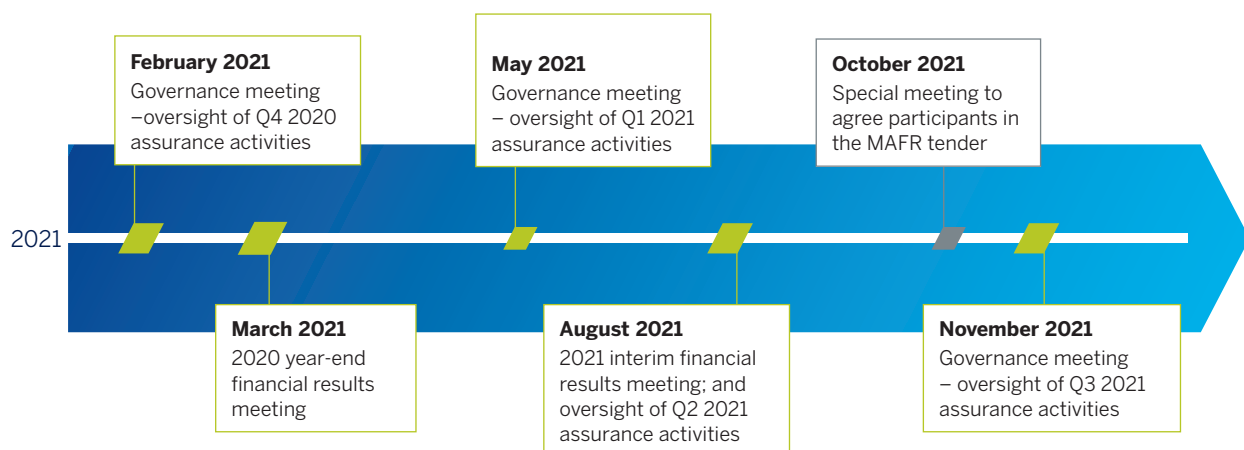 February 2021
Governance meeting
–oversight of Q4 2020
assurance activities
May 2021
Governance meeting
– oversight of Q1 2021
assurance activities
October 2021
Special meeting to
agree participants in
the MAFR tender
2021
March 2021
2020 year-end
financial results
meeting
August 2021
2021 interim financial
results meeting; and
oversight of Q2 2021
assurance activities
November 2021
Governance meeting
– oversight of Q3 2021
assurance activities